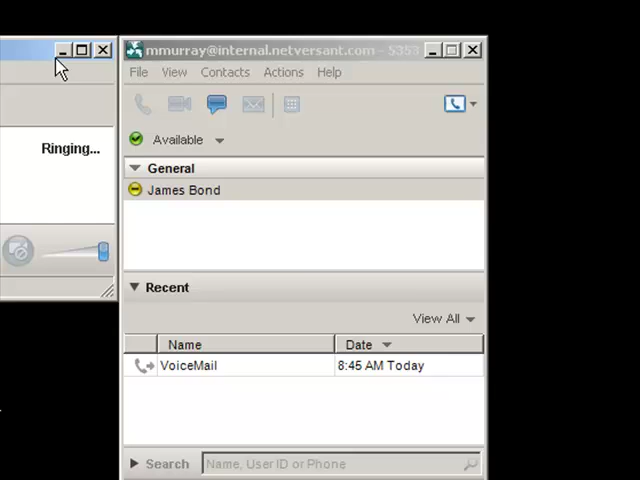 mmurray@internal.netversant.com - 5353
File View Contacts Actions Help
Available
Ringing...
General
James Bond
Recent
View All
Name Date
VoiceMail 8:45 AM Today
Search Name, User ID or Phone